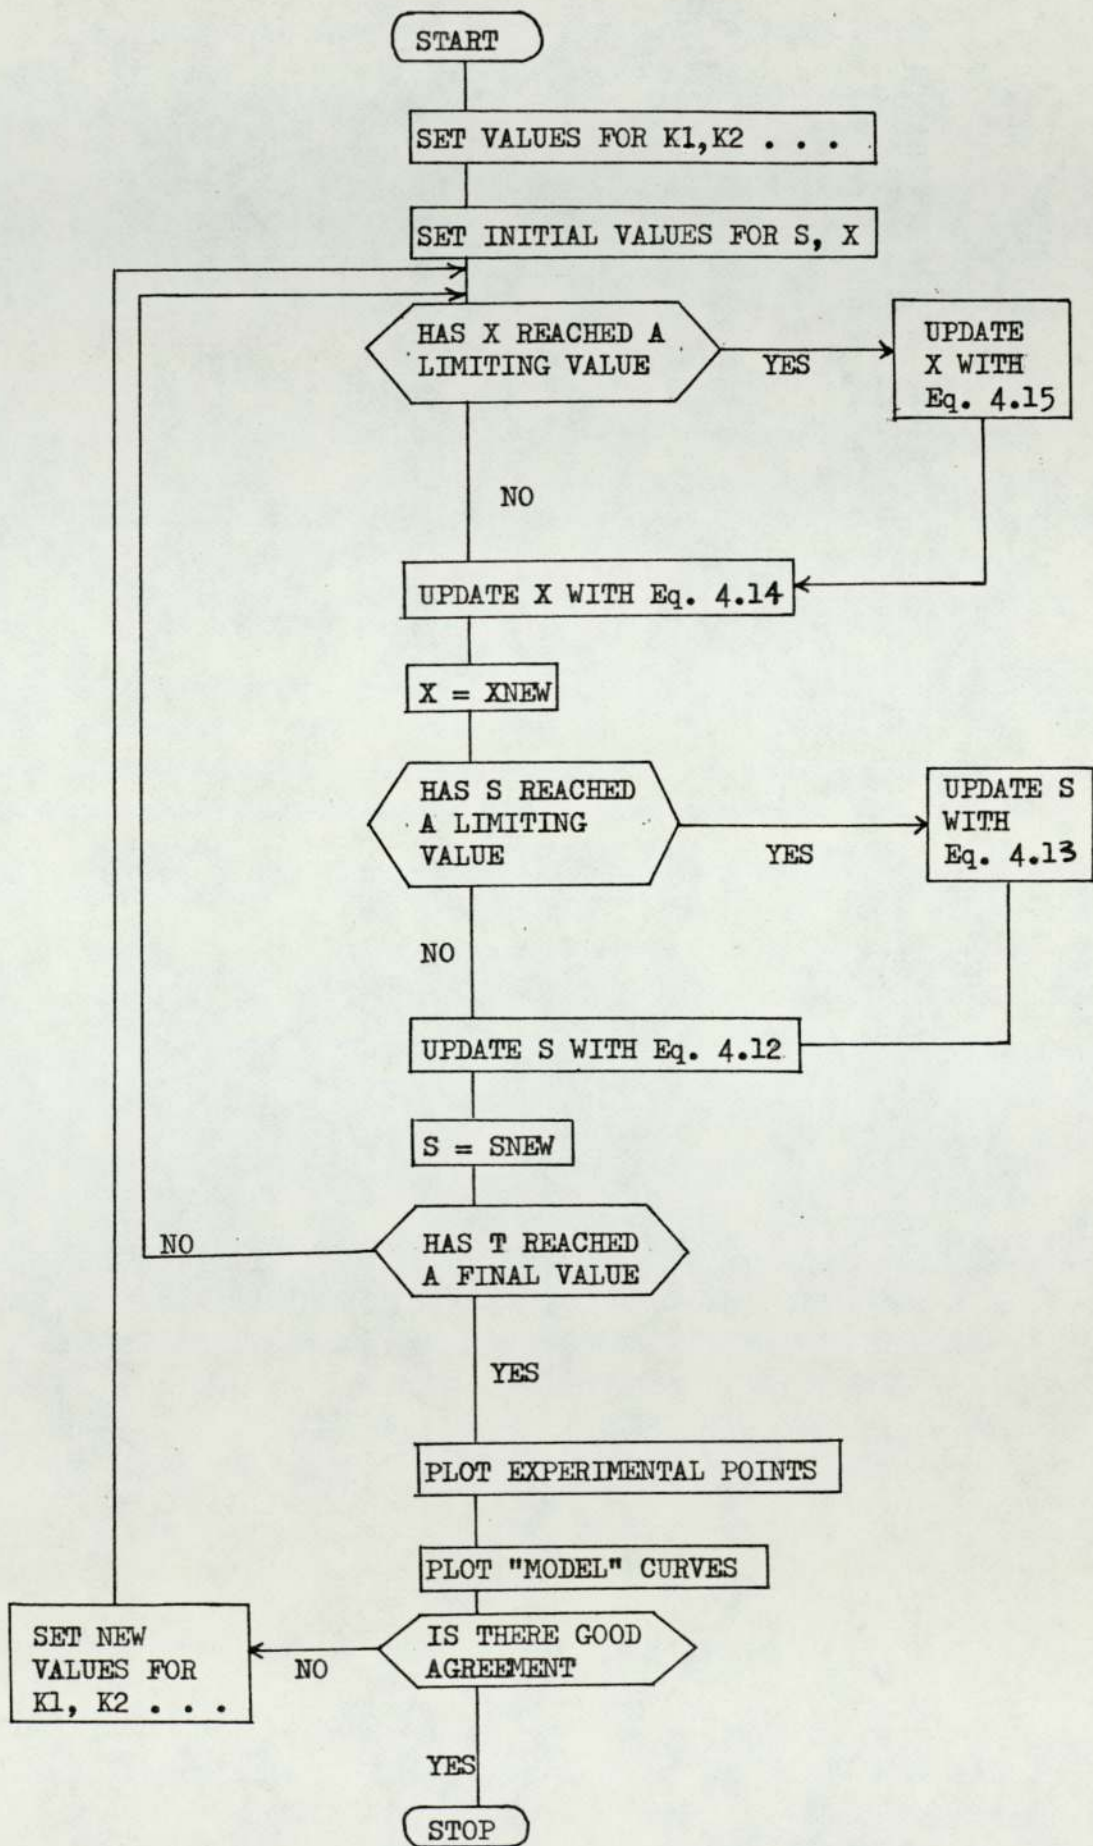 START
SET VALUES FOR K1,K2 . . .
SET INITIAL VALUES FOR S, X
HAS X REACHED A
LIMITING VALUE
YES
UPDATE
X WITH
Eq. 4.15
NO
UPDATE X WITH Eq. 4.14
X = XNEW
HAS S REACHED
A LIMITING
VALUE
YES
UPDATE S
WITH
Eq. 4.13
NO
UPDATE S WITH Eq. 4.12
S = SNEW
HAS T REACHED
A FINAL VALUE
NO
YES
PLOT EXPERIMENTAL POINTS
PLOT "MODEL" CURVES
IS THERE GOOD
AGREEMENT
NO
SET NEW
VALUES FOR
K1, K2 . . .
YES
STOP